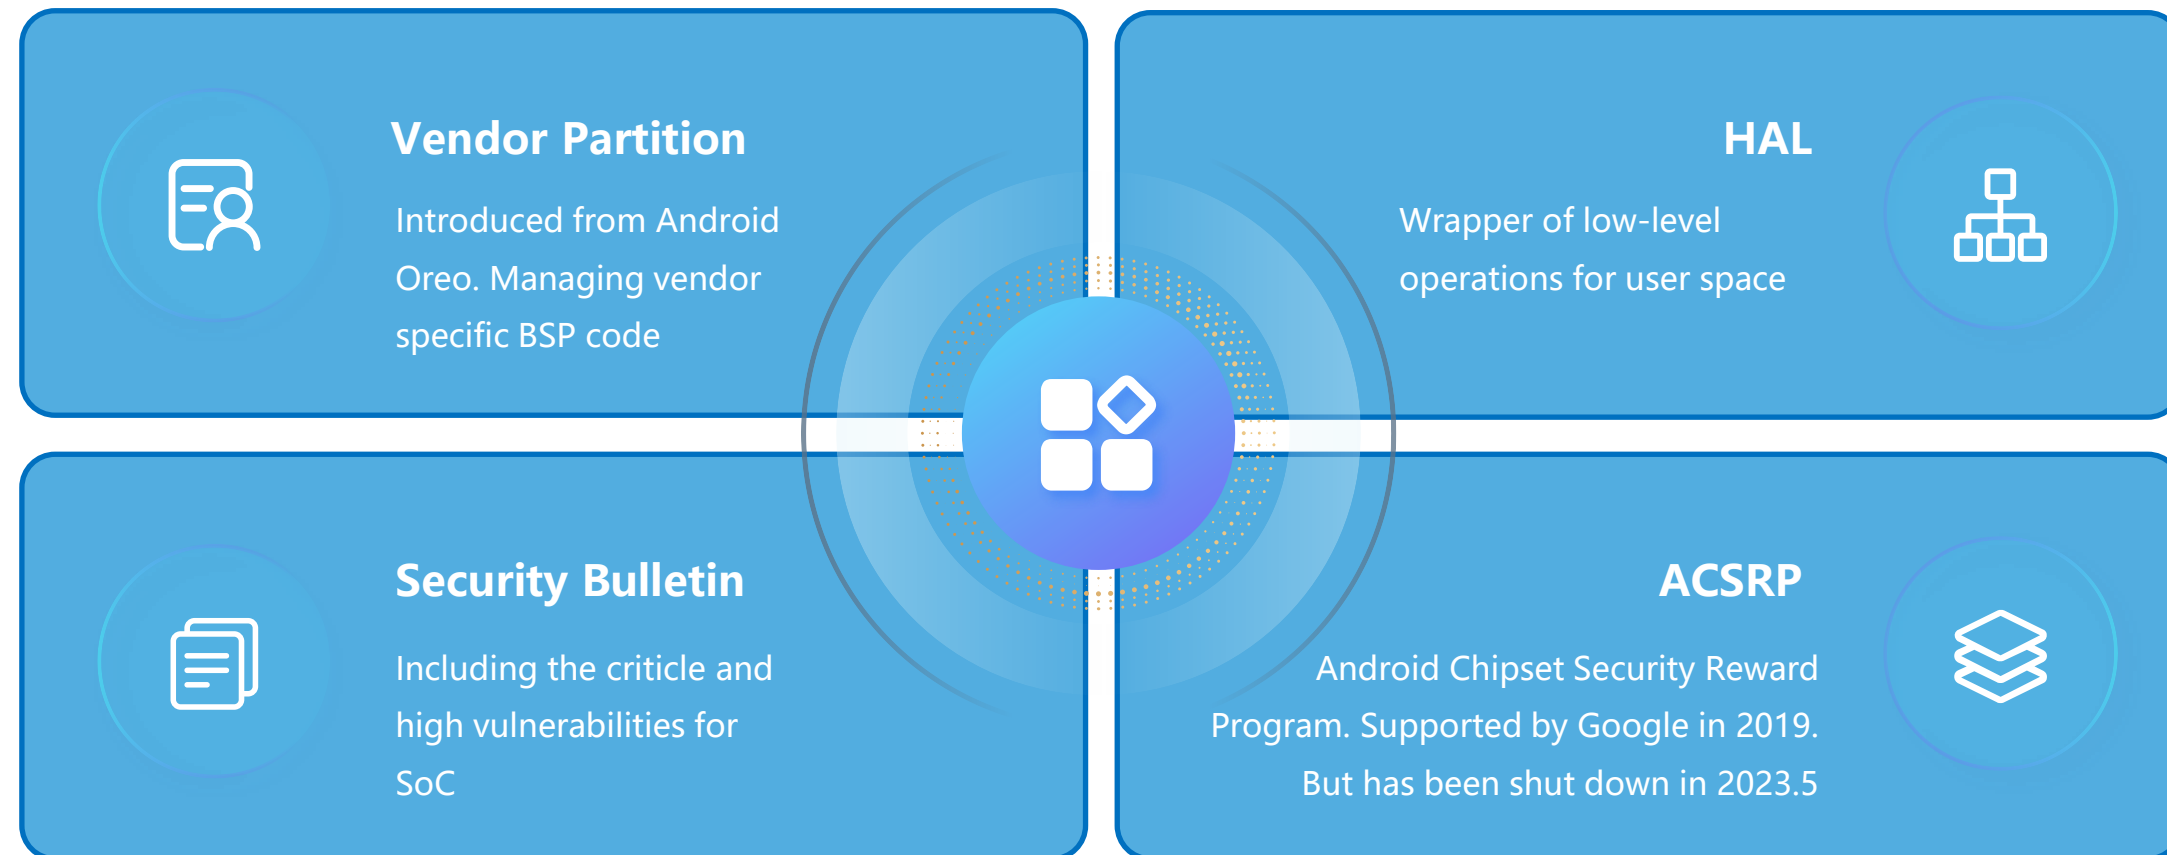 Vendor Partition
Introduced from Android
Oreo. Managing vendor
specific BSP code
HAL
Wrapper of low-level
operations for user space
Security Bulletin
Including the criticle and
high vulnerabilities for
SoC
ACSRP
Android Chipset Security Reward
Program. Supported by Google in 2019.
But has been shut down in 2023.5